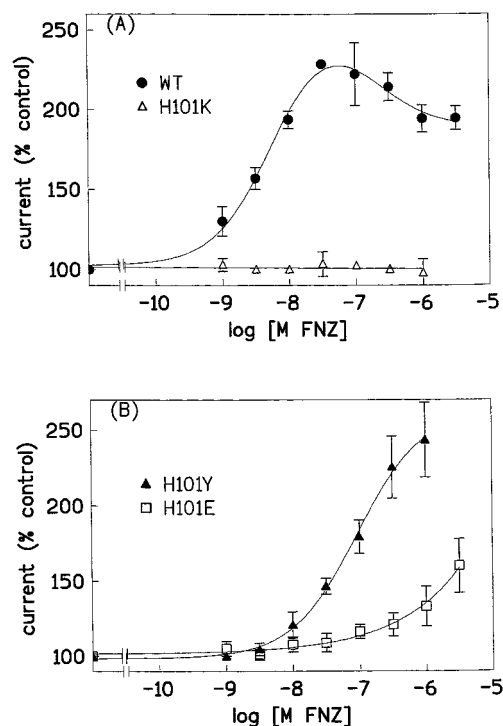 (A)
250
200
150
100
current (% control)
WT
H101K
-10 -9 -8 -7 -6 -5
log [M FNZ]
(B)
250
200
150
100
current (% control)
H101Y
H101E
-10 -9 -8 -7 -6 -5
log [M FNZ]